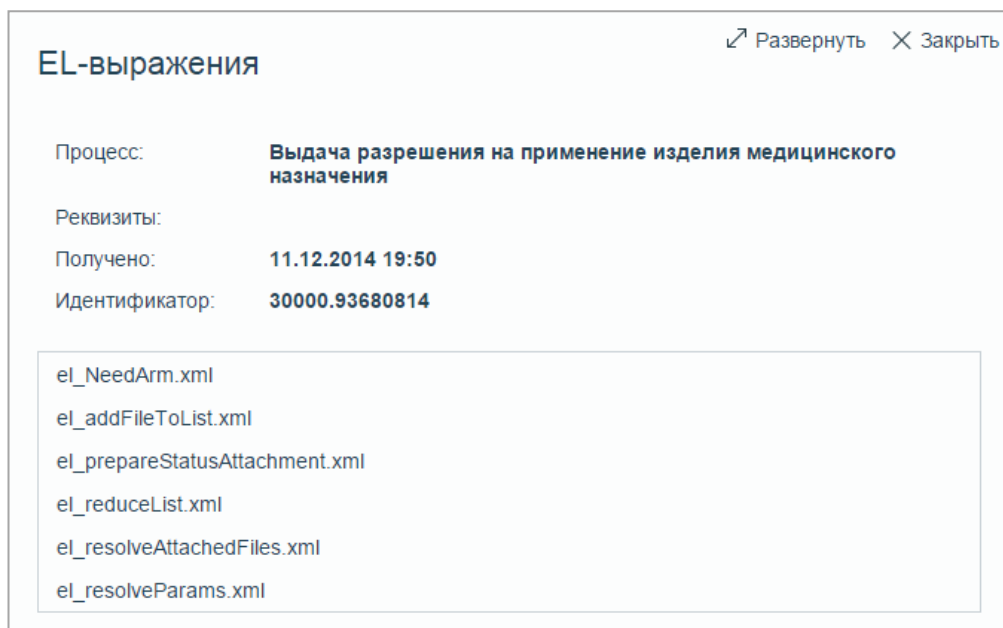 Развернуть Закрыть
EL-выражения
Процесс: Выдача разрешения на применение изделия медицинского
назначения
Реквизиты:
Получено: 11.12.2014 19:50
Идентификатор: 30000.93680814
el_NeedArm.xml
el_addFileToList.xml
el_prepareStatusAttachment.xml
el_reduceList.xml
el_resolveAttachedFiles.xml
el_resolveParams.xml